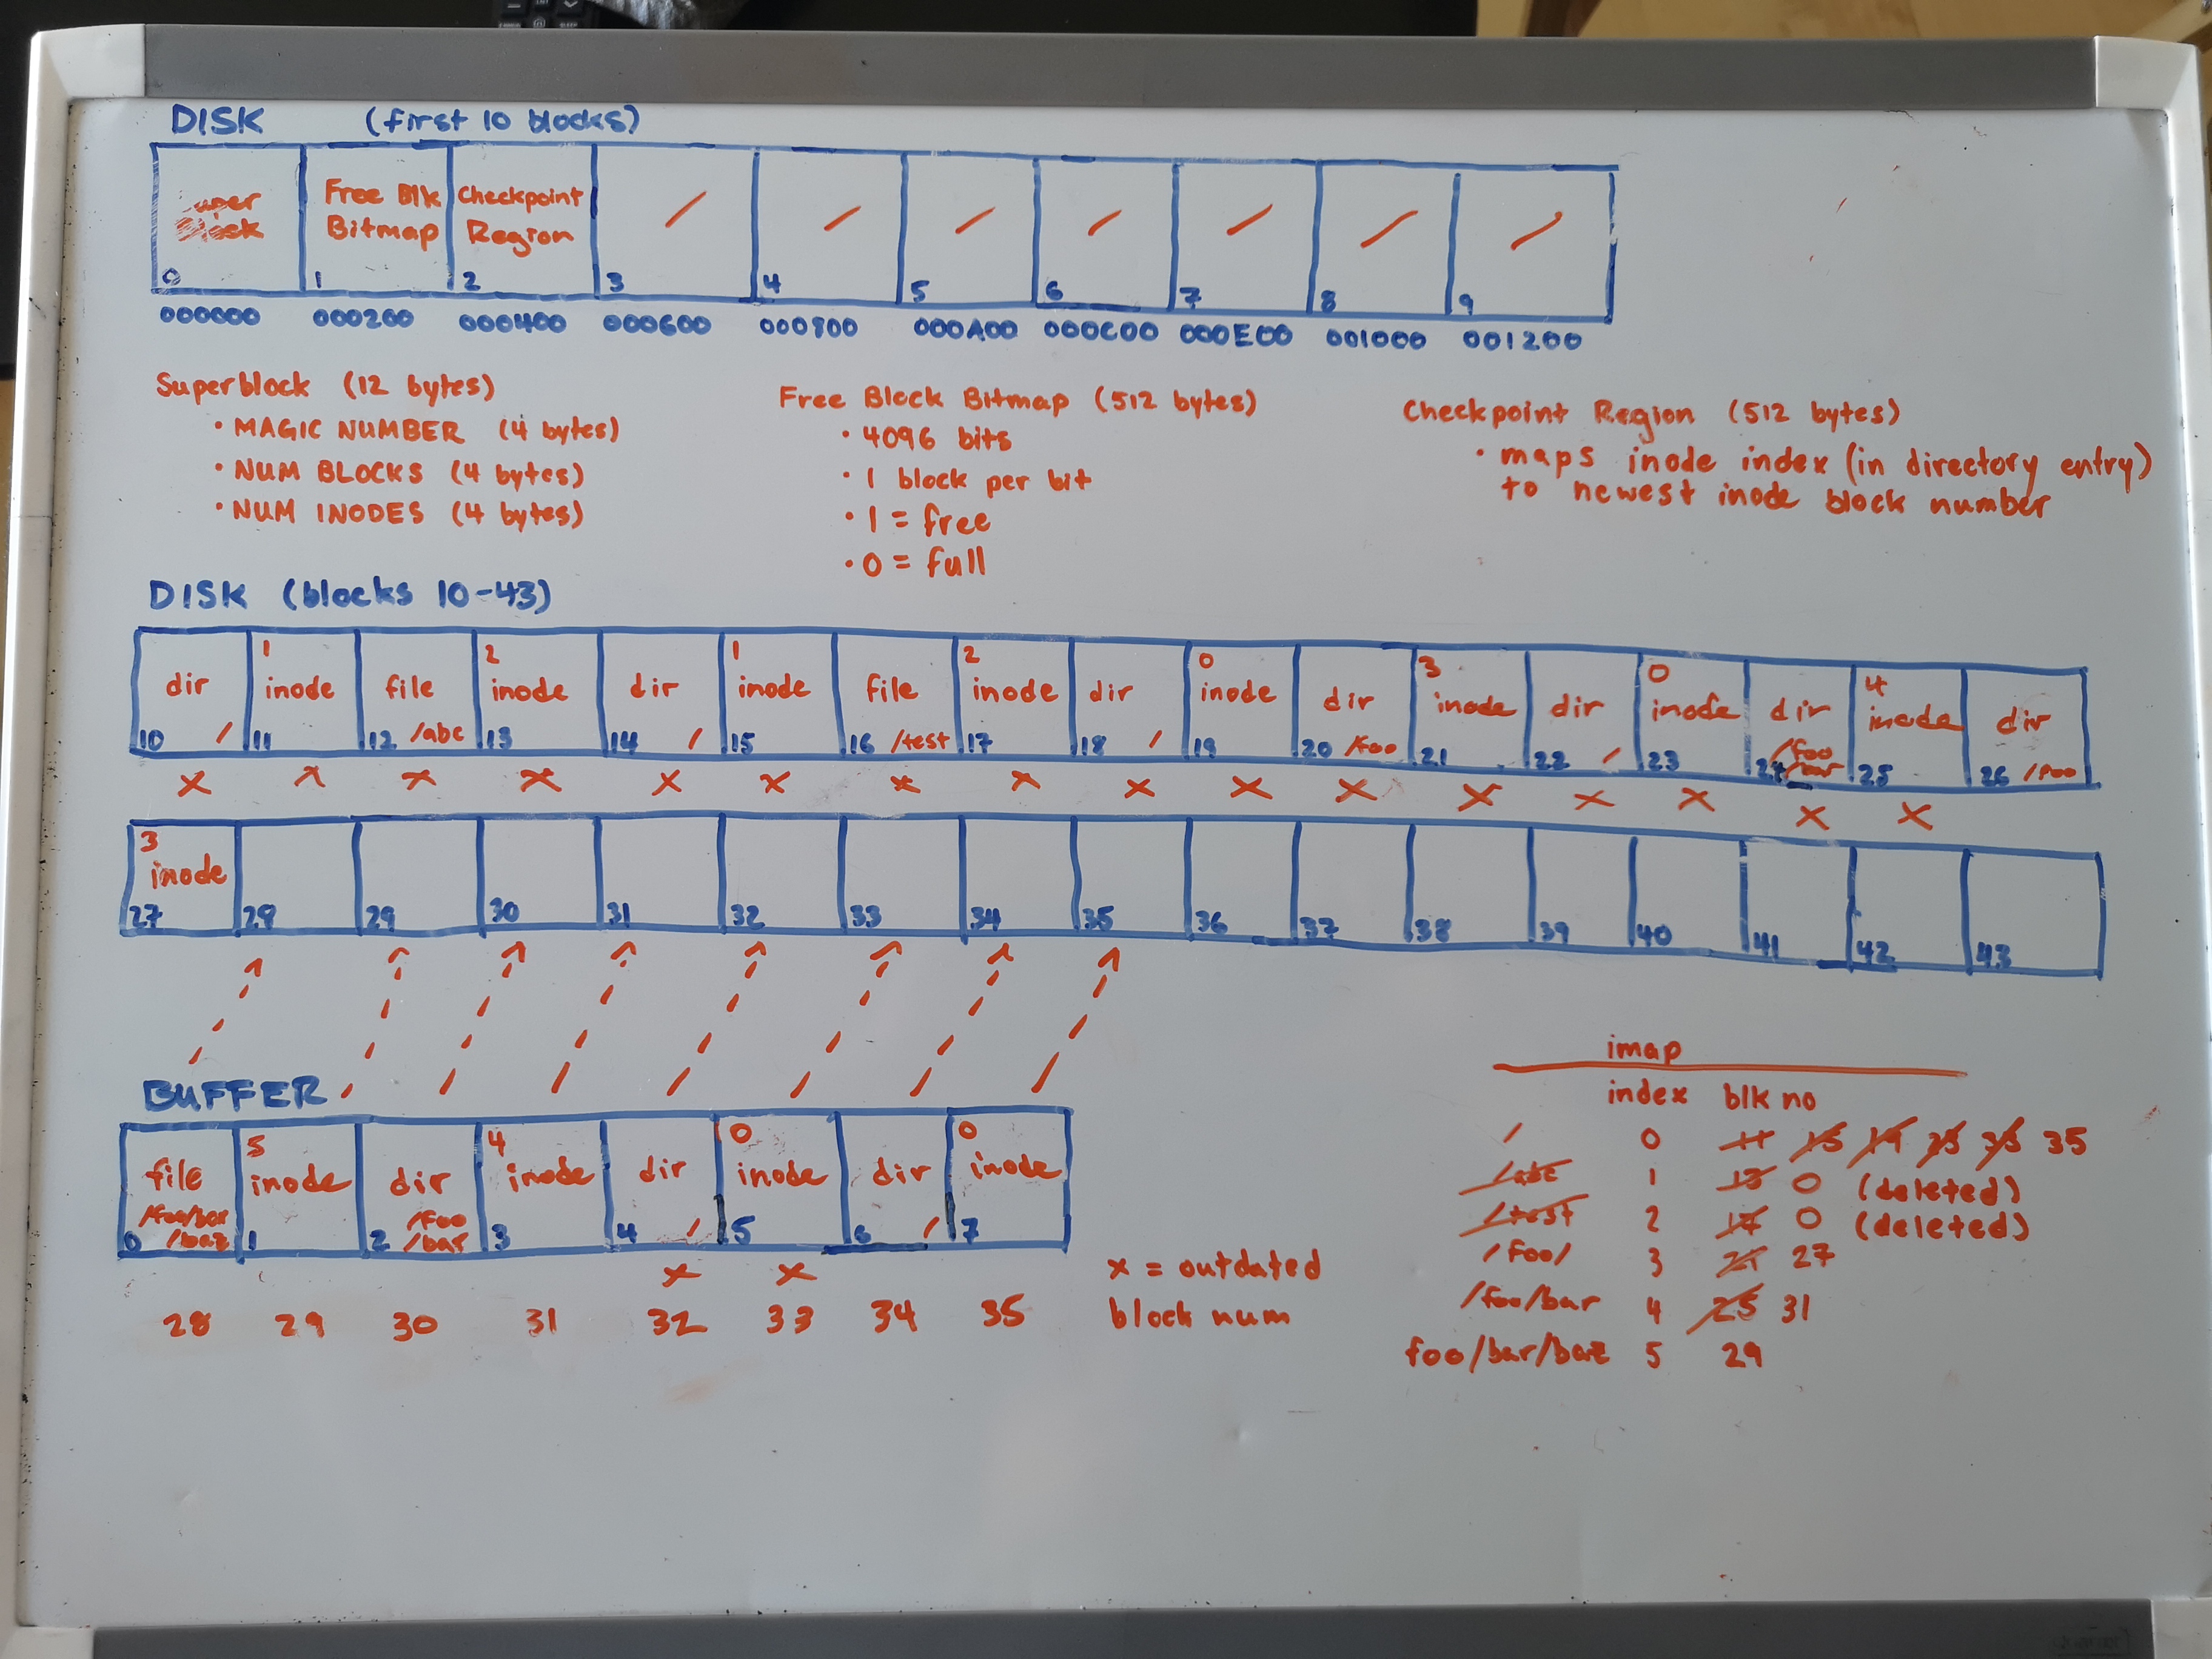 DISK (first 10 blocks)
Super Block
Free Blk Bitmap
Checkpoint Region
/ / / / / / /
0 1 2 3 4 5 6 7 8 9
000000 000200 000400 000600 000800 000A00 000C00 000E00 001000 001200
Superblock (12 bytes)
• MAGIC NUMBER (4 bytes)
• NUM BLOCKS (4 bytes)
• NUM INODES (4 bytes)
Free Block Bitmap (512 bytes)
• 4096 bits
• 1 block per bit
• 1 = free
• 0 = full
Checkpoint Region (512 bytes)
• maps inode index (in directory entry)
to newest inode block number
DISK (blocks 10-43)
1 2 1 2 0 3 0 4
dir inode file inode dir inode file inode dir inode dir inode dir inode dir inode dir
10 / 11 12 /abc 13 14 / 15 16 /test 17 18 / 19 20 /foo 21 22 / 23 24 /foo/bar 25 26 /foo
x x x x x x x x x x x x x x x x
3
inode
27 28 29 30 31 32 33 34 35 36 37 38 39 40 41 42 43
BUFFER
5 4 0 0
file inode dir inode dir inode dir inode
/foo/bar /foo
0 /baz 1 2 /bar 3 4 / 5 6 / 7
x x
28 29 30 31 32 33 34 35
x = outdated
block num
imap
index blk no
/ 0 11 15 19 23 33 35
/abc 1 13 0 (deleted)
/test 2 17 0 (deleted)
/foo/ 3 21 27
/foo/bar 4 25 31
foo/bar/baz 5 29